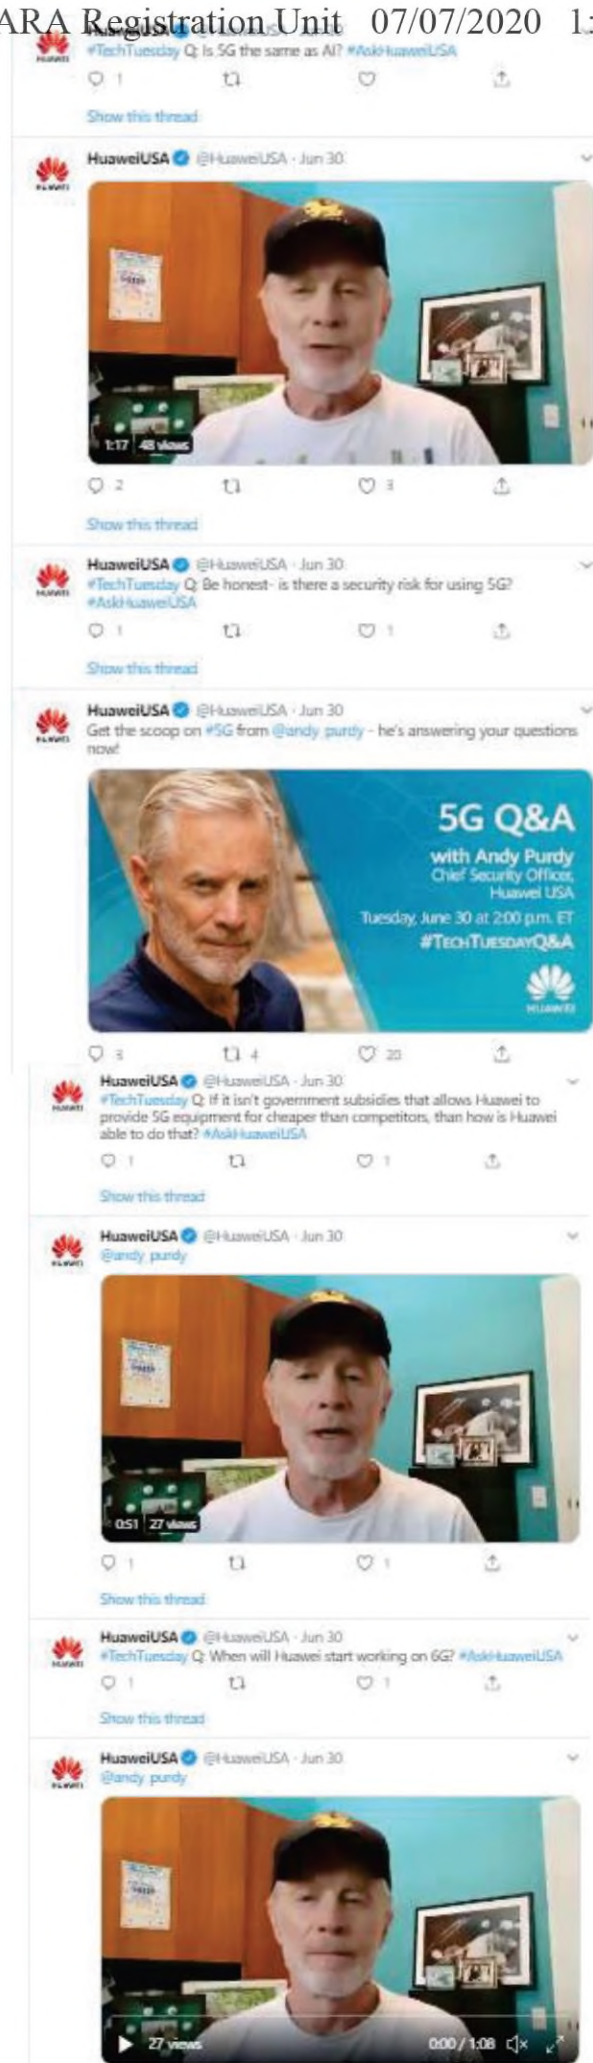 ARA Registration Unit 07/07/2020 1:
HuaweiUSA
#TechTuesday Q: Is 5G the same as AI? #AskHuaweiUSA
1
Show this thread
HuaweiUSA @HuaweiUSA · Jun 30
HUAWEI
1:17 48 views
2 3
Show this thread
HuaweiUSA @HuaweiUSA · Jun 30
#TechTuesday Q: Be honest- is there a security risk for using 5G?
#AskHuaweiUSA
1 1
Show this thread
HuaweiUSA @HuaweiUSA · Jun 30
Get the scoop on #5G from @andy_purdy - he's answering your questions
now!
5G Q&A
with Andy Purdy
Chief Security Officer,
Huawei USA
Tuesday, June 30 at 2:00 p.m. ET
#TECHTUESDAYQ&A
HUAWEI
3 4 20
HuaweiUSA @HuaweiUSA · Jun 30
#TechTuesday Q: If it isn't government subsidies that allows Huawei to
provide 5G equipment for cheaper than competitors, than how is Huawei
able to do that? #AskHuaweiUSA
1 1
Show this thread
HuaweiUSA @HuaweiUSA · Jun 30
@andy_purdy
0:51 27 views
1 1
Show this thread
HuaweiUSA @HuaweiUSA · Jun 30
#TechTuesday Q: When will Huawei start working on 6G? #AskHuaweiUSA
1 1
Show this thread
HuaweiUSA @HuaweiUSA · Jun 30
@andy_purdy
27 views 0:00 / 1:08